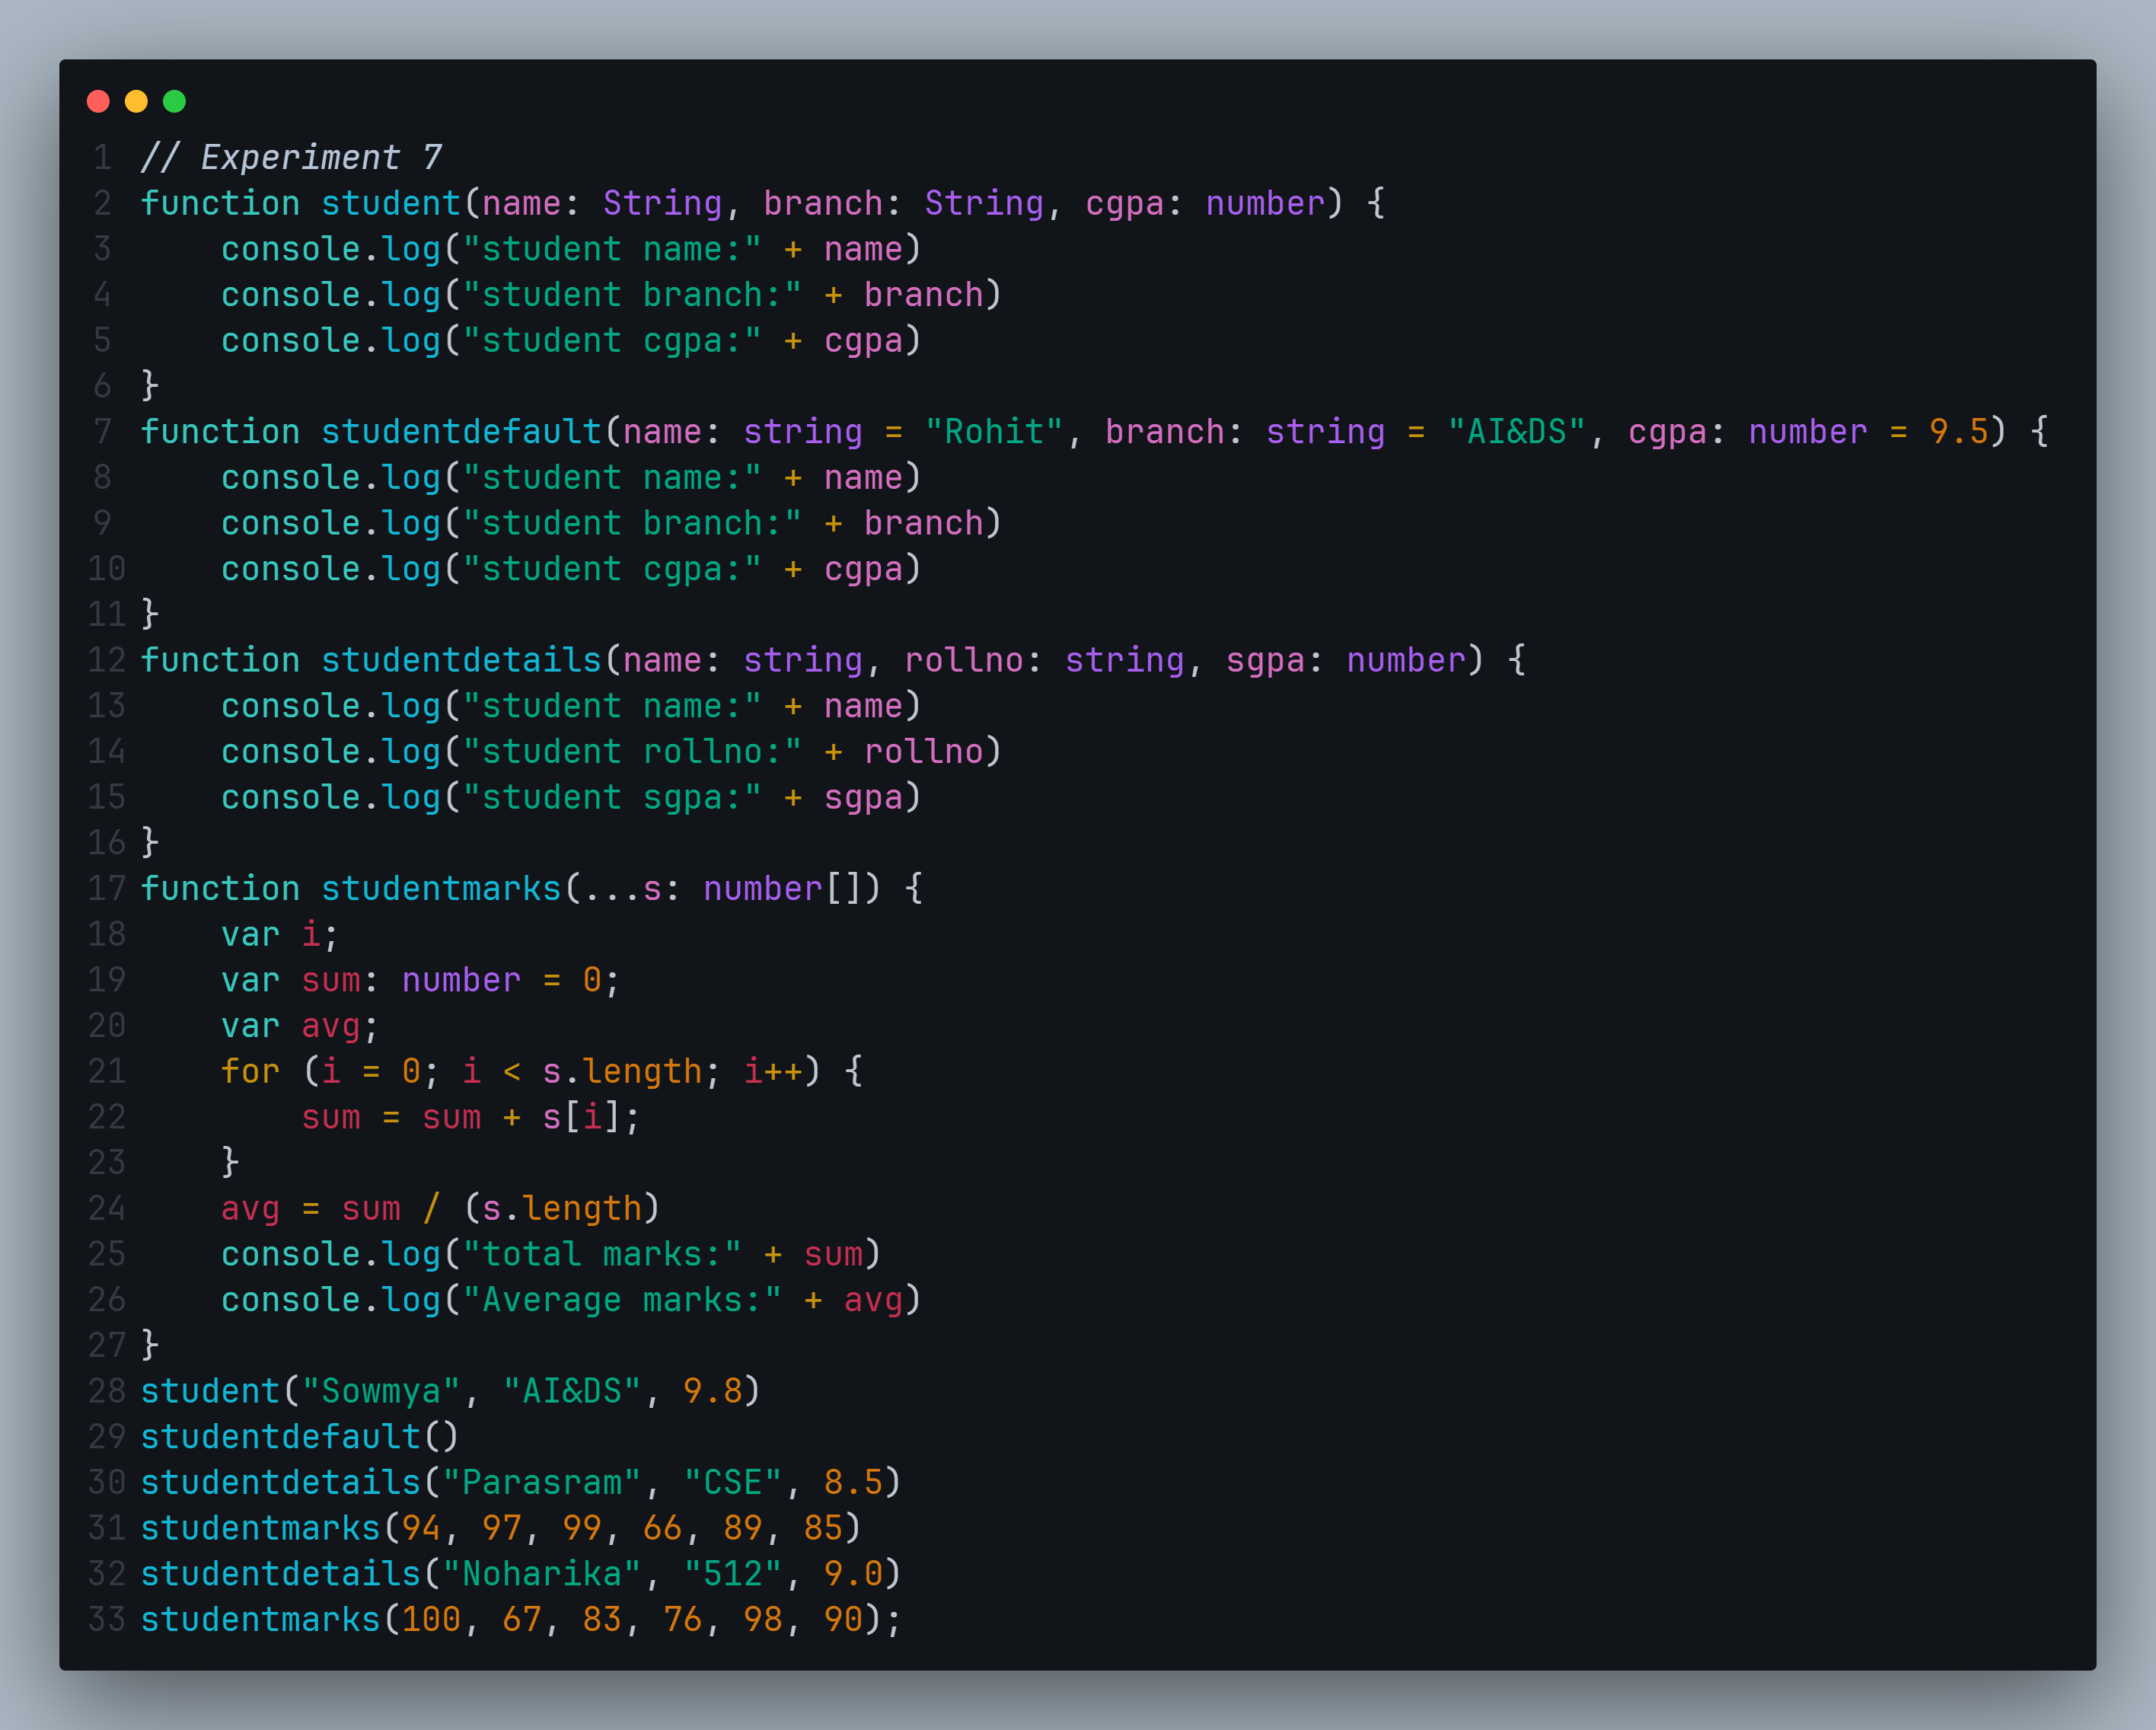 1 // Experiment 7
2 function student(name: String, branch: String, cgpa: number) {
3     console.log("student name:" + name)
4     console.log("student branch:" + branch)
5     console.log("student cgpa:" + cgpa)
6 }
7 function studentdefault(name: string = "Rohit", branch: string = "AI&DS", cgpa: number = 9.5) {
8     console.log("student name:" + name)
9     console.log("student branch:" + branch)
10     console.log("student cgpa:" + cgpa)
11 }
12 function studentdetails(name: string, rollno: string, sgpa: number) {
13     console.log("student name:" + name)
14     console.log("student rollno:" + rollno)
15     console.log("student sgpa:" + sgpa)
16 }
17 function studentmarks(...s: number[]) {
18     var i;
19     var sum: number = 0;
20     var avg;
21     for (i = 0; i < s.length; i++) {
22         sum = sum + s[i];
23     }
24     avg = sum / (s.length)
25     console.log("total marks:" + sum)
26     console.log("Average marks:" + avg)
27 }
28 student("Sowmya", "AI&DS", 9.8)
29 studentdefault()
30 studentdetails("Parasram", "CSE", 8.5)
31 studentmarks(94, 97, 99, 66, 89, 85)
32 studentdetails("Noharika", "512", 9.0)
33 studentmarks(100, 67, 83, 76, 98, 90);